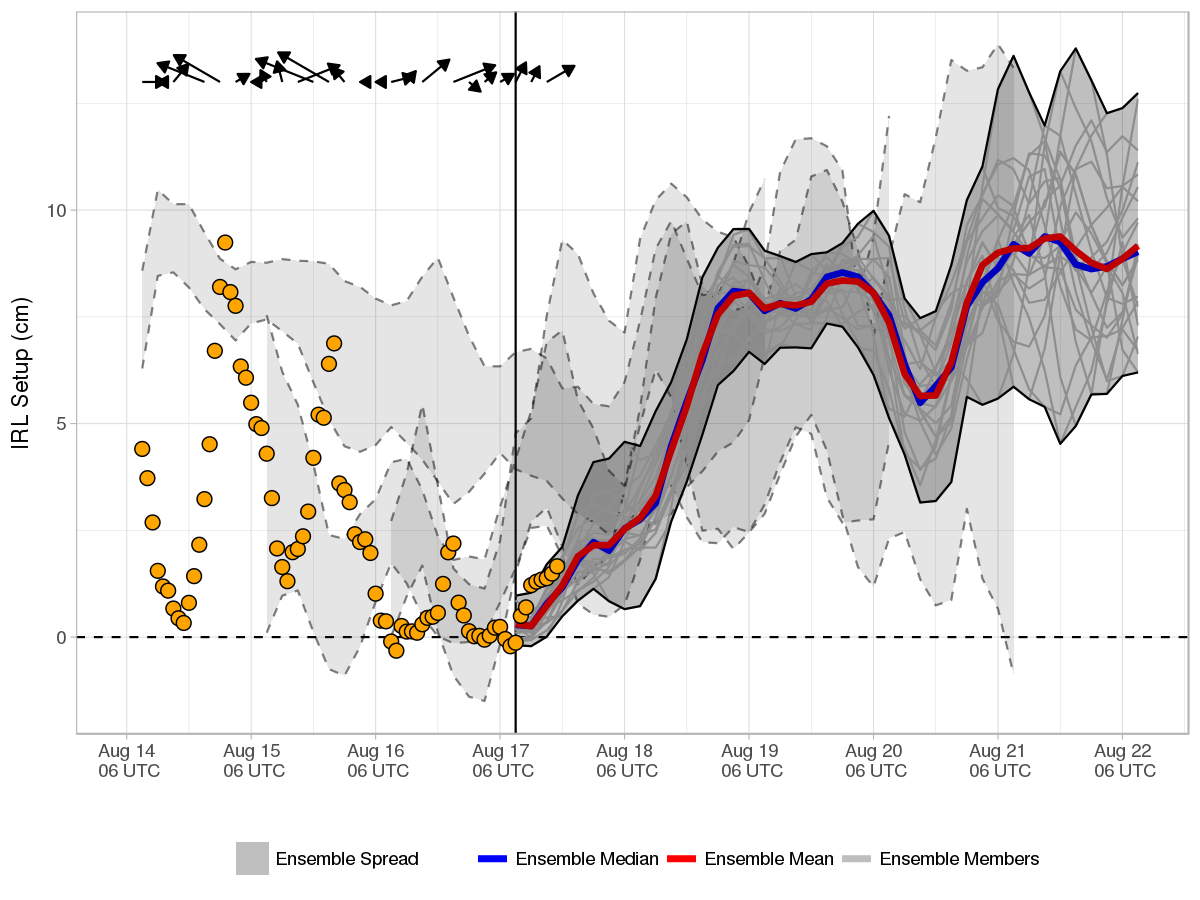 IRL Setup (cm)
10
5
0
Aug 14 Aug 15 Aug 16 Aug 17 Aug 18 Aug 19 Aug 20 Aug 21 Aug 22
06 UTC 06 UTC 06 UTC 06 UTC 06 UTC 06 UTC 06 UTC 06 UTC 06 UTC
Ensemble Spread Ensemble Median Ensemble Mean Ensemble Members